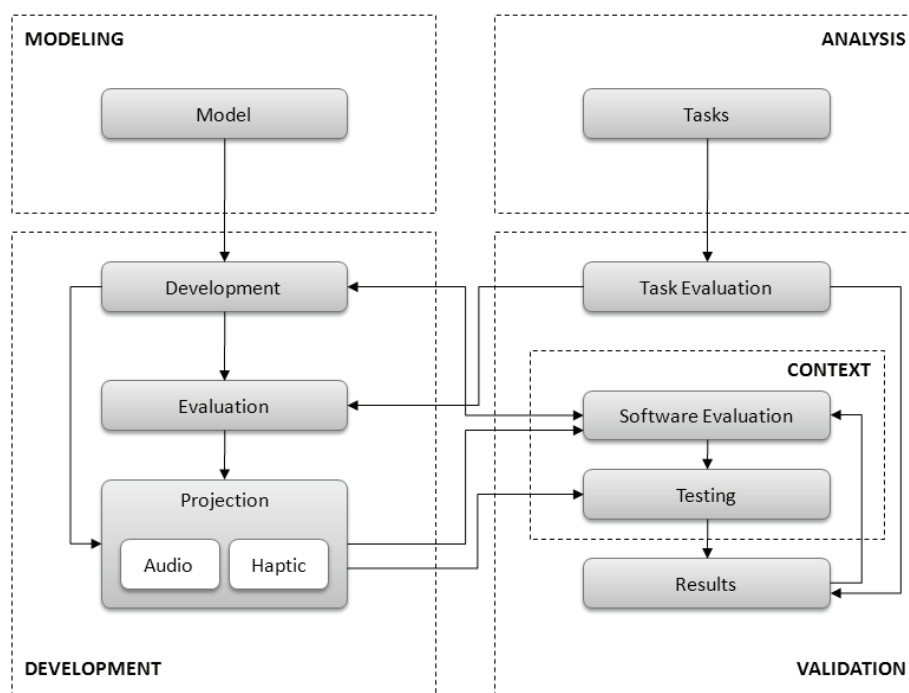 MODELING
ANALYSIS
Model
Tasks
Development
Task Evaluation
CONTEXT
Evaluation
Software Evaluation
Projection
Testing
Audio
Haptic
Results
DEVELOPMENT
VALIDATION